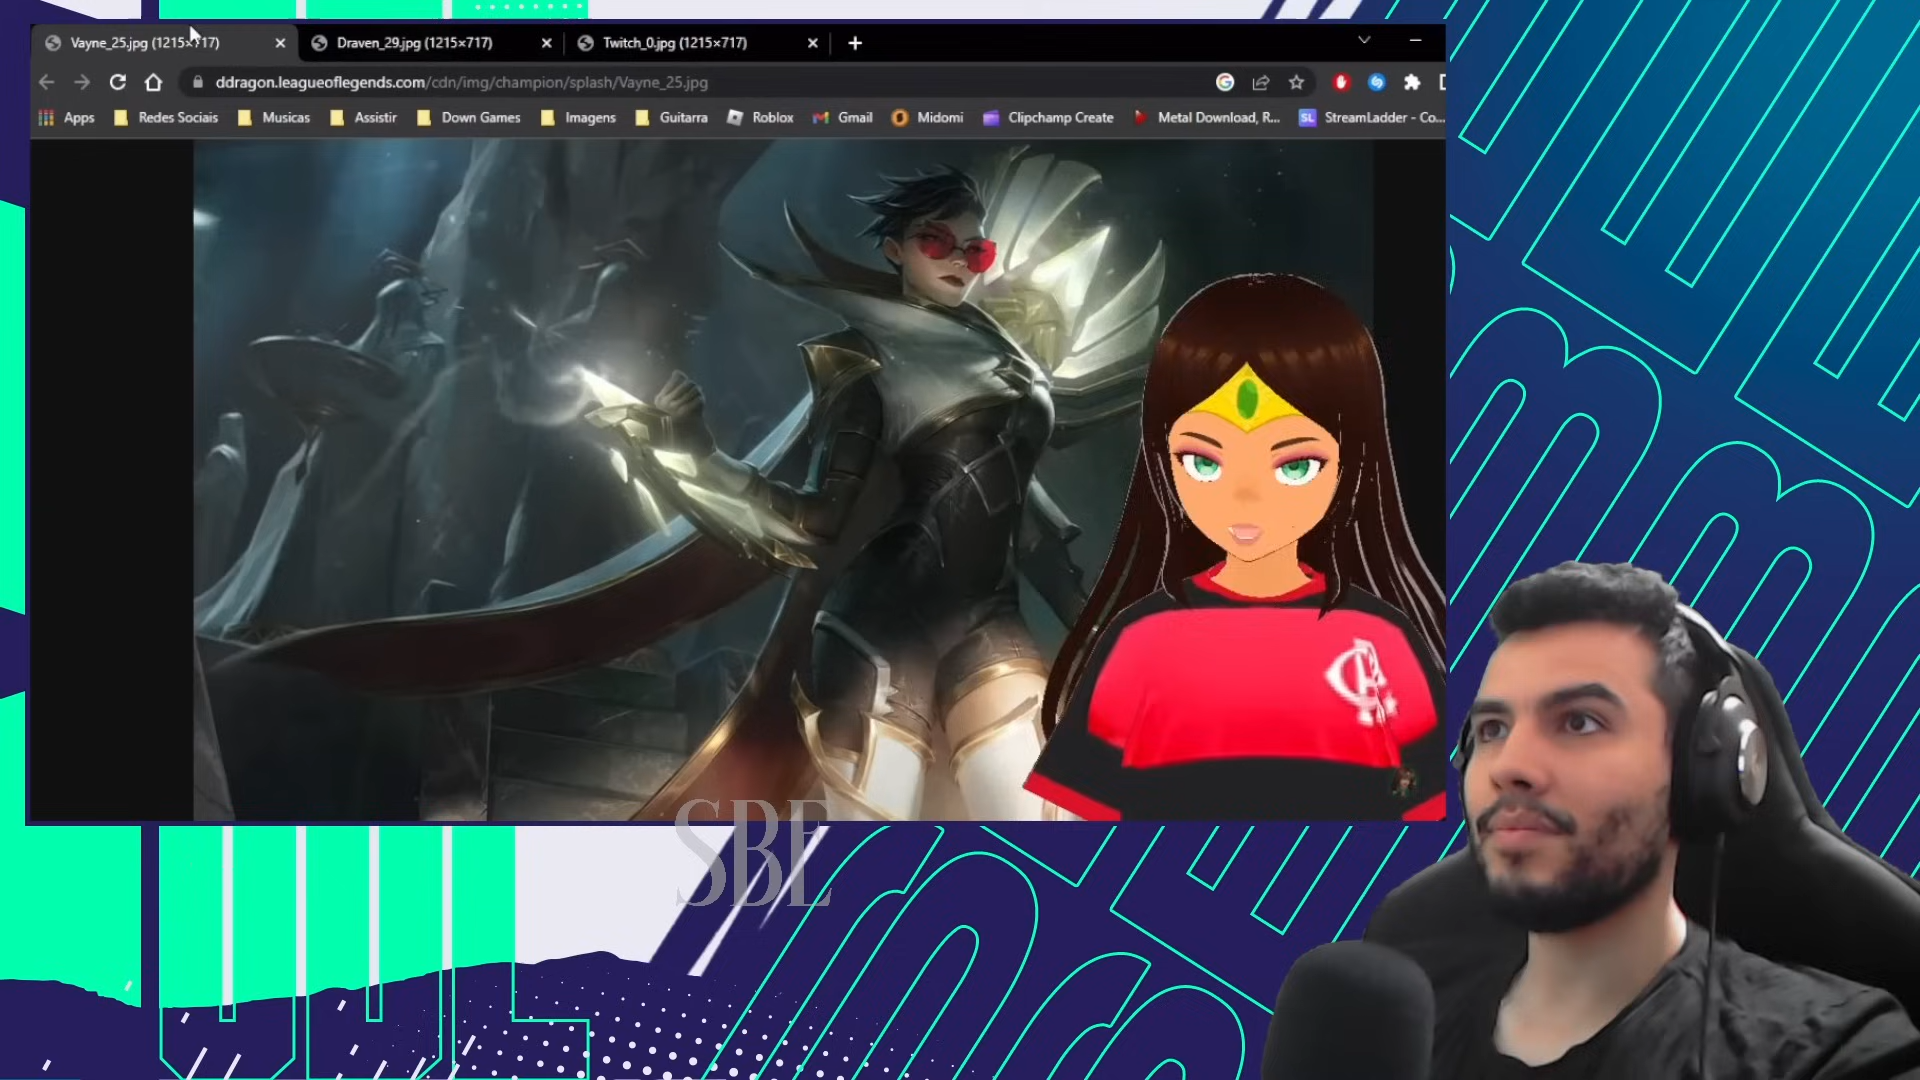 Vayne_25.jpg (1215×717)
Draven_29.jpg (1215×717)
Twitch_0.jpg (1215×717)
ddragon.leagueoflegends.com/cdn/img/champion/splash/Vayne_25.jpg
Apps Redes Sociais Musicas Assistir Down Games Imagens Guitarra Roblox Gmail Midomi Clipchamp Create Metal Download, R... SL StreamLadder - Co...
SBE